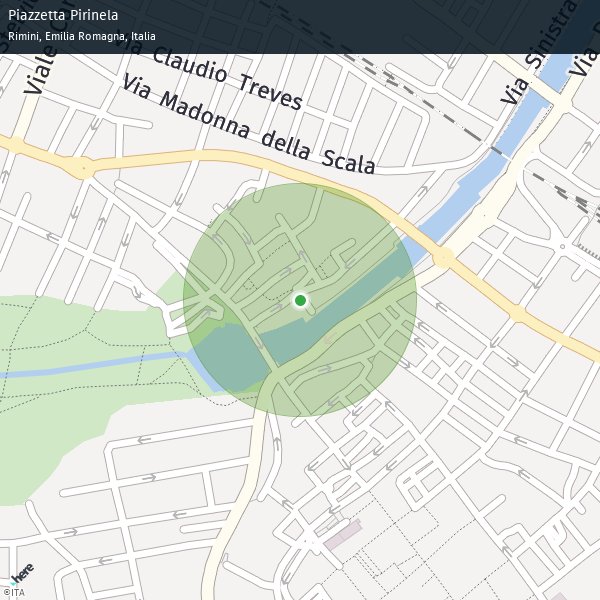 Piazzetta Pirinela
Rimini, Emilia Romagna, Italia
Via Claudio Treves
Via Madonna della Scala
Via Sinistra
Viale
here
©ITA